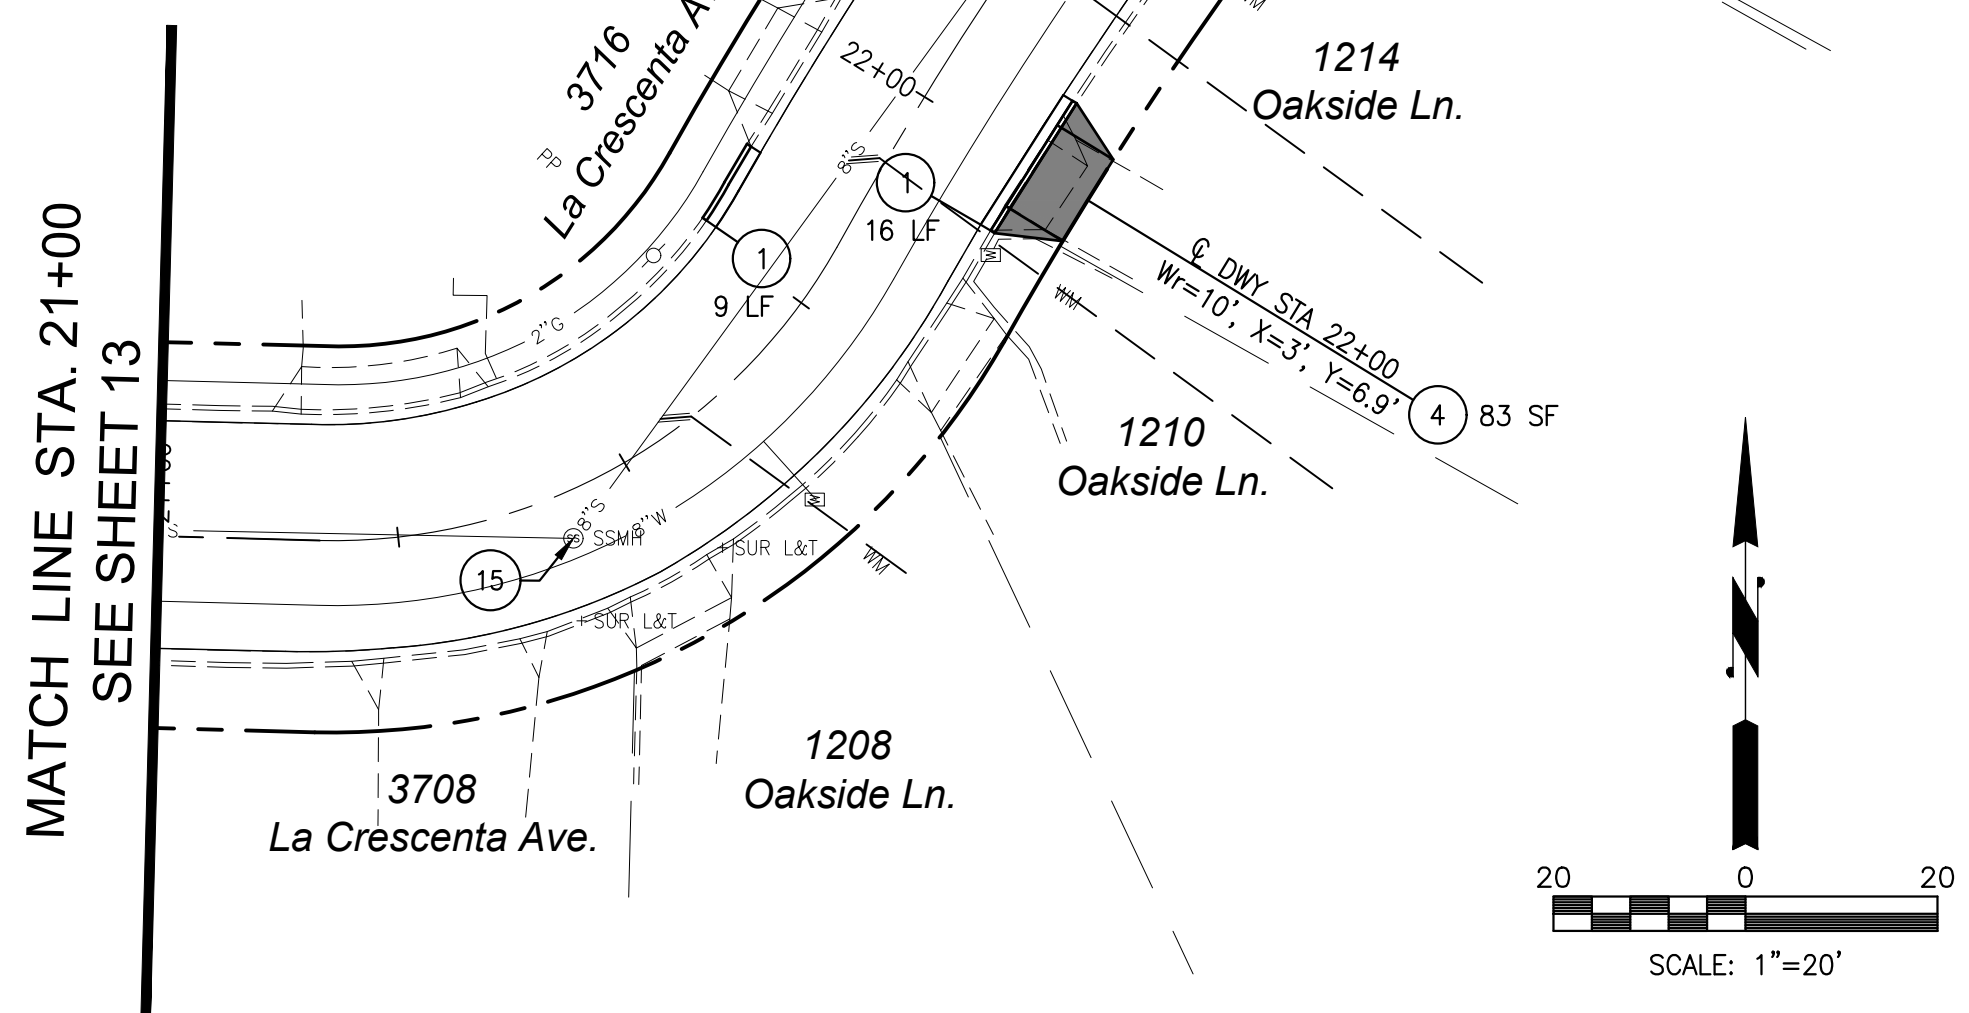 MATCH LINE STA. 21+00
SEE SHEET 13
3716
La Crescenta A
22+00
1214
Oakside Ln.
PP
8"S
1
16 LF
1
9 LF
W
WM
WM
2"G
℄ DWY STA 22+00
Wr=10', X=3', Y=6.9'
4
83 SF
1210
Oakside Ln.
S
8"S
8"W
SS
SSMH
15
W
WM
SUR L&T
SUR L&T
1208
Oakside Ln.
3708
La Crescenta Ave.
20 0 20
SCALE: 1"=20'